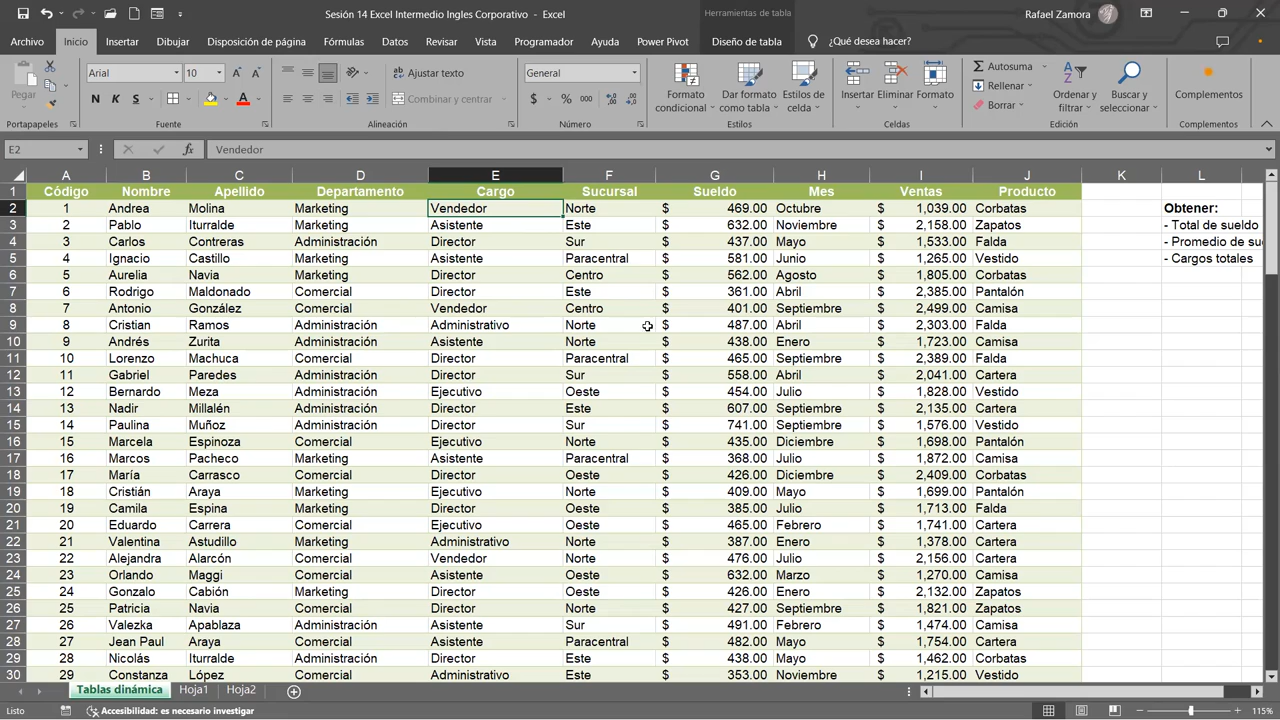 Sesión 14 Excel Intermedio Ingles Corporativo - Excel
Herramientas de tabla
Rafael Zamora
Archivo Inicio Insertar Dibujar Disposición de página Fórmulas Datos Revisar Vista Programador Ayuda Power Pivot Diseño de tabla ¿Qué desea hacer?
Pegar
Arial 10
N K S
Ajustar texto
Combinar y centrar
General
$ % 000
Formato condicional
Dar formato como tabla
Estilos de celda
Insertar Eliminar Formato
Autosuma
Rellenar
Borrar
Ordenar y filtrar
Buscar y seleccionar
Complementos
Portapapeles Fuente Alineación Número Estilos Celdas Edición Complementos
E2 fx Vendedor
A B C D E F G H I J K L
1 Código Nombre Apellido Departamento Cargo Sucursal Sueldo Mes Ventas Producto
2 1 Andrea Molina Marketing Vendedor Norte $ 469.00 Octubre $ 1,039.00 Corbatas Obtener:
3 2 Pablo Iturralde Marketing Asistente Este $ 632.00 Noviembre $ 2,158.00 Zapatos - Total de sueldo
4 3 Carlos Contreras Administración Director Sur $ 437.00 Mayo $ 1,533.00 Falda - Promedio de su
5 4 Ignacio Castillo Marketing Asistente Paracentral $ 581.00 Junio $ 1,265.00 Vestido - Cargos totales
6 5 Aurelia Navia Marketing Director Centro $ 562.00 Agosto $ 1,805.00 Corbatas
7 6 Rodrigo Maldonado Comercial Director Este $ 361.00 Abril $ 2,385.00 Pantalón
8 7 Antonio González Comercial Vendedor Centro $ 401.00 Septiembre $ 2,499.00 Camisa
9 8 Cristian Ramos Administración Administrativo Norte $ 487.00 Abril $ 2,303.00 Falda
10 9 Andrés Zurita Administración Asistente Norte $ 438.00 Enero $ 1,723.00 Camisa
11 10 Lorenzo Machuca Comercial Director Paracentral $ 465.00 Septiembre $ 2,389.00 Falda
12 11 Gabriel Paredes Administración Director Sur $ 558.00 Abril $ 2,041.00 Cartera
13 12 Bernardo Meza Administración Ejecutivo Oeste $ 454.00 Julio $ 1,828.00 Vestido
14 13 Nadir Millalén Administración Director Este $ 607.00 Septiembre $ 2,135.00 Cartera
15 14 Paulina Muñoz Administración Director Sur $ 741.00 Septiembre $ 1,576.00 Vestido
16 15 Marcela Espinoza Comercial Ejecutivo Norte $ 435.00 Diciembre $ 1,698.00 Pantalón
17 16 Marcos Pacheco Marketing Asistente Paracentral $ 368.00 Julio $ 1,872.00 Camisa
18 17 María Carrasco Comercial Director Oeste $ 426.00 Diciembre $ 2,409.00 Corbatas
19 18 Cristián Araya Marketing Ejecutivo Norte $ 409.00 Mayo $ 1,699.00 Pantalón
20 19 Camila Espina Marketing Director Oeste $ 385.00 Julio $ 1,713.00 Falda
21 20 Eduardo Carrera Comercial Ejecutivo Oeste $ 465.00 Febrero $ 1,741.00 Cartera
22 21 Valentina Astudillo Marketing Administrativo Norte $ 387.00 Enero $ 1,378.00 Cartera
23 22 Alejandra Alarcón Comercial Vendedor Norte $ 476.00 Julio $ 2,156.00 Vestido
24 23 Orlando Maggi Comercial Asistente Oeste $ 632.00 Marzo $ 1,270.00 Camisa
25 24 Gonzalo Cabión Comercial Director Oeste $ 426.00 Enero $ 2,132.00 Zapatos
26 25 Patricia Navia Comercial Director Norte $ 427.00 Septiembre $ 1,821.00 Zapatos
27 26 Valezka Apablaza Administración Vendedor Sur $ 491.00 Febrero $ 1,474.00 Camisa
28 27 Jean Paul Araya Comercial Asistente Paracentral $ 482.00 Mayo $ 1,754.00 Cartera
29 28 Nicolás Iturralde Administración Director Este $ 438.00 Mayo $ 1,462.00 Corbatas
30 29 Constanza López Comercial Administrativo Este $ 353.00 Febrero $ 1,215.00 Vestido
Tablas dinámica Hoja1 Hoja2
Listo Accesibilidad: es necesario investigar 115%